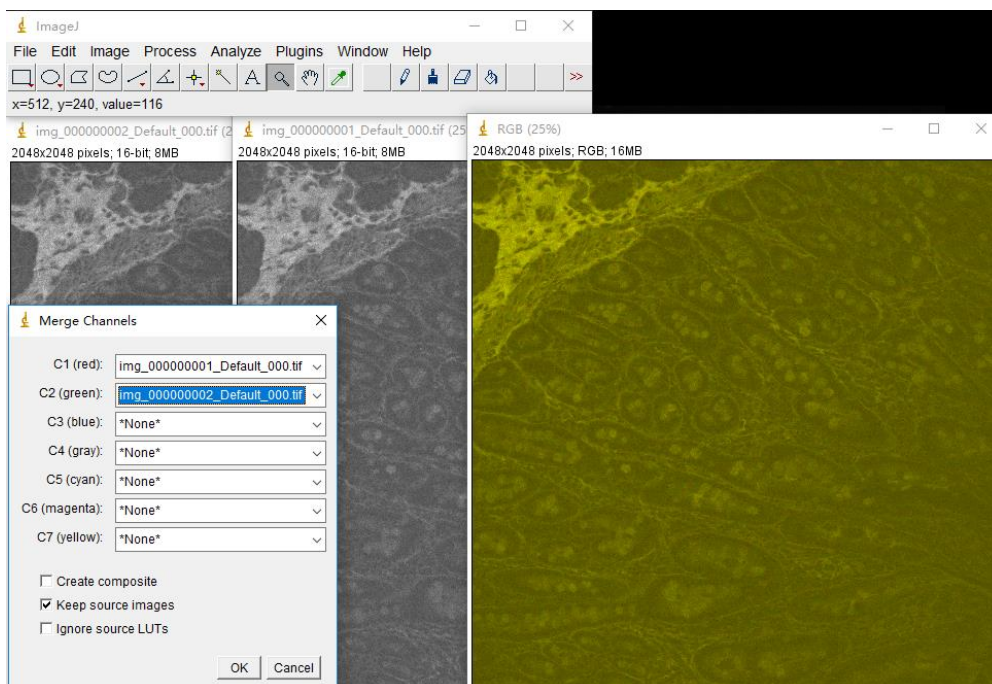 ImageJ
File Edit Image Process Analyze Plugins Window Help
A
>>
x=512, y=240, value=116
img_000000002_Default_000.tif (2
2048x2048 pixels; 16-bit; 8MB
img_000000001_Default_000.tif (25
2048x2048 pixels; 16-bit; 8MB
RGB (25%)
2048x2048 pixels; RGB; 16MB
Merge Channels
C1 (red): img_000000001_Default_000.tif
C2 (green): img_000000002_Default_000.tif
C3 (blue): *None*
C4 (gray): *None*
C5 (cyan): *None*
C6 (magenta): *None*
C7 (yellow): *None*
Create composite
Keep source images
Ignore source LUTs
OK Cancel